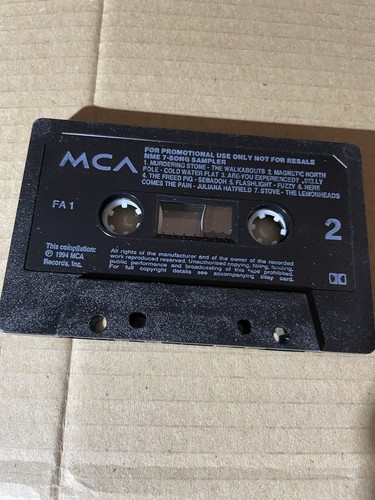 MCA
FOR PROMOTIONAL USE ONLY NOT FOR RESALE
NME 7-SONG SAMPLER
1. MURDERING STONE - THE WALKABOUTS 2. MAGNETIC NORTH
POLE - COLD WATER FLAT 3. ARE YOU EXPERIENCED?
4. THE FREED PIG - SEBADOH 5. FLASHLIGHT - FUZZY 6. HERE
COMES THE PAIN - JULIANA HATFIELD 7. STOVE - THE LEMONHEADS
FA 1
2
This compilation:
℗ 1994 MCA
Records, Inc.
All rights of the manufacturer and of the owner of the recorded
work reproduced reserved. Unauthorised copying, hiring, lending,
public performance and broadcasting of this tape prohibited.
For full copyright details see accompanying inlay card.